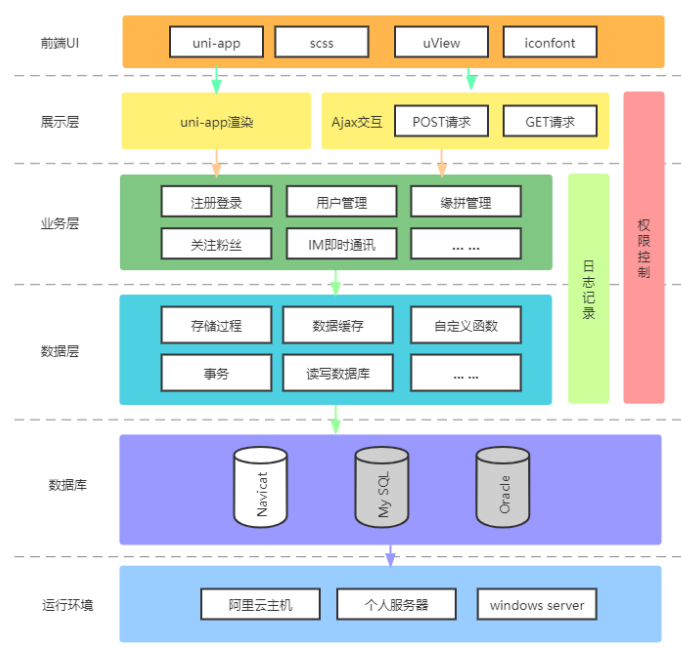 前端UI
uni-app
scss
uView
iconfont
展示层
uni-app渲染
Ajax交互
POST请求
GET请求
业务层
注册登录
用户管理
缘拼管理
关注粉丝
IM即时通讯
... ...
日志记录
权限控制
数据层
存储过程
数据缓存
自定义函数
事务
读写数据库
... ...
数据库
Navicat
My SQL
Oracle
运行环境
阿里云主机
个人服务器
windows server